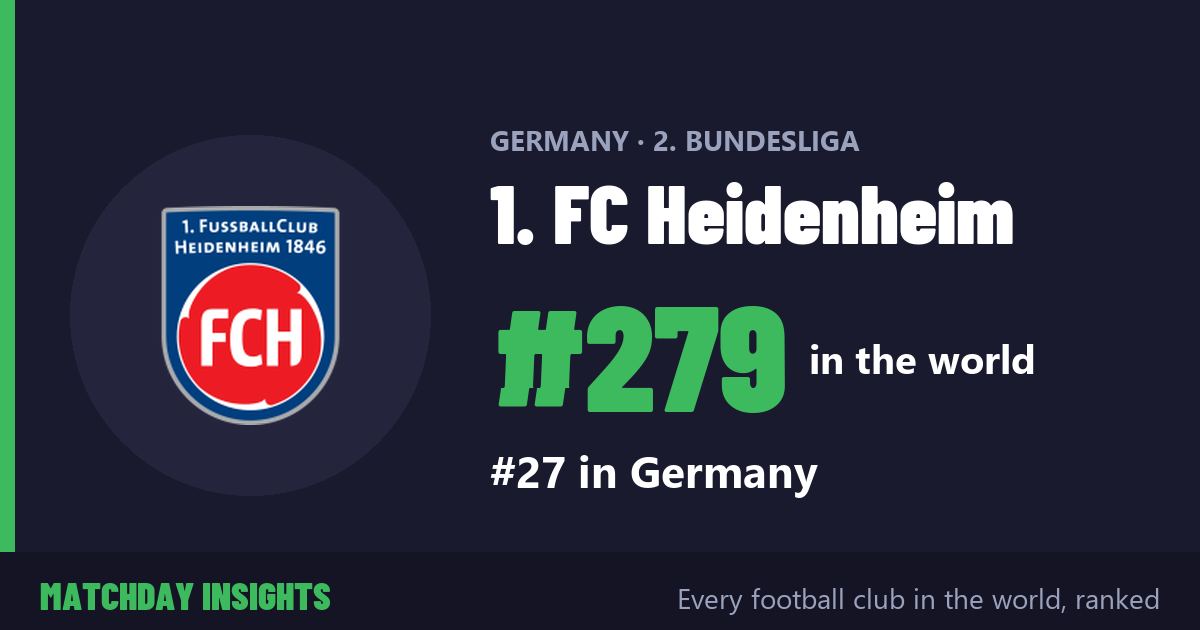 1. FUSSBALLCLUB
HEIDENHEIM 1846
FCH
GERMANY · 2. BUNDESLIGA
1. FC Heidenheim
#279 in the world
#27 in Germany
MATCHDAY INSIGHTS
Every football club in the world, ranked